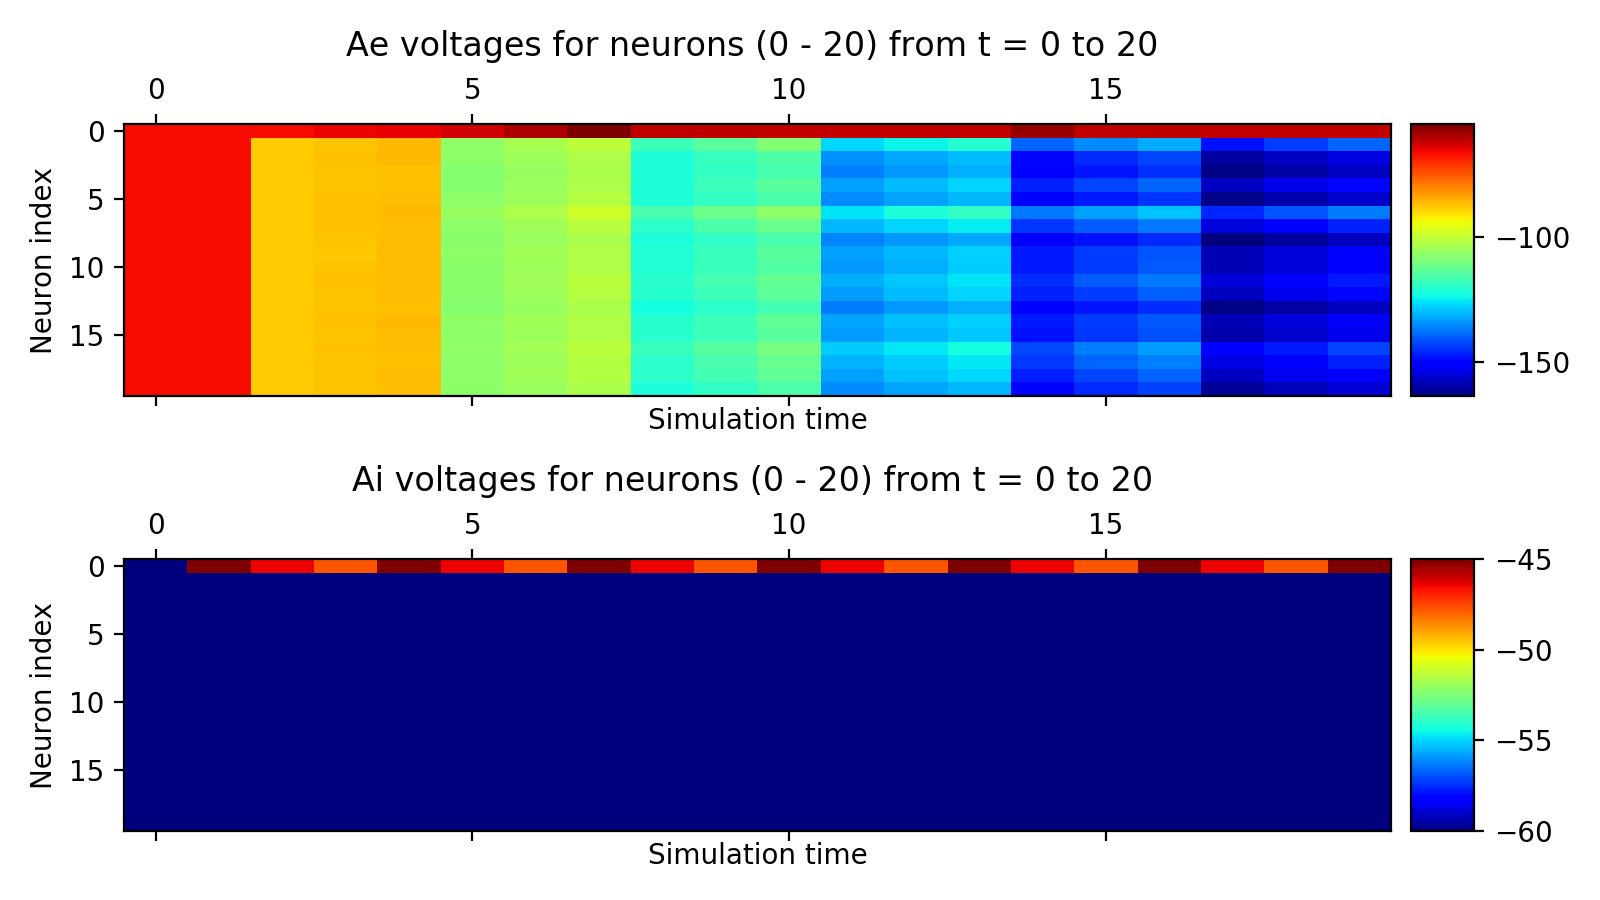 Ae voltages for neurons (0 - 20) from t = 0 to 20
0 5 10 15
Neuron index
0
5
10
15
−100
−150
Simulation time
Ai voltages for neurons (0 - 20) from t = 0 to 20
0 5 10 15
Neuron index
0
5
10
15
−45
−50
−55
−60
Simulation time